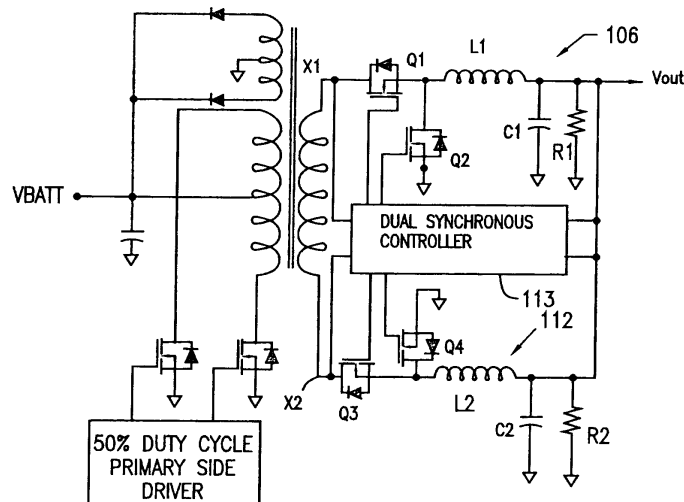 106
X1
Q1
L1
Vout
C1
R1
Q2
VBATT
DUAL SYNCHRONOUS
CONTROLLER
113
112
Q4
X2
Q3
L2
C2
R2
50% DUTY CYCLE
PRIMARY SIDE
DRIVER